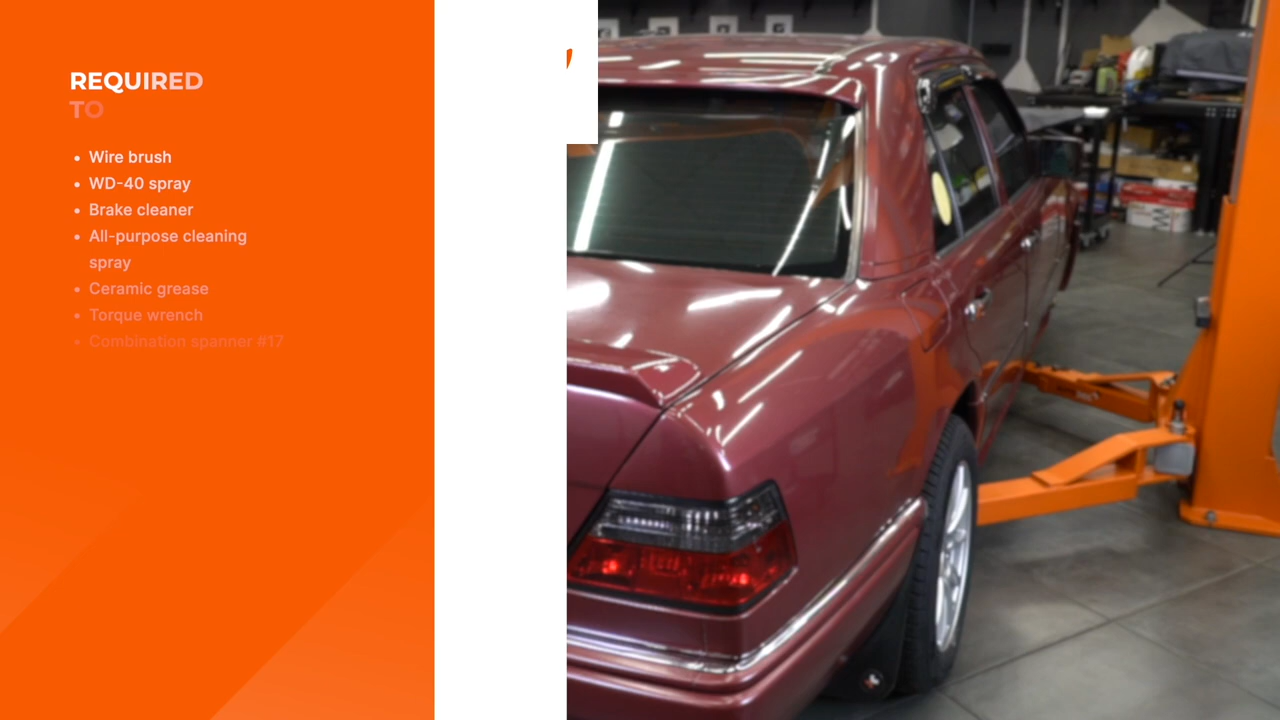 REQUIRED
TO
Wire brush
WD-40 spray
Brake cleaner
All-purpose cleaning
spray
Ceramic grease
Torque wrench
Combination spanner #17